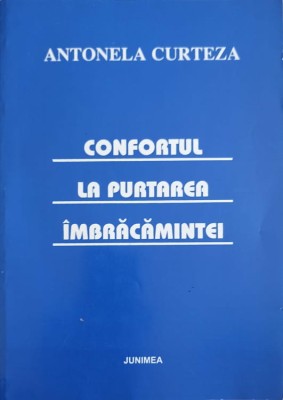 ANTONELA CURTEZA
CONFORTUL
LA PURTAREA
ÎMBRĂCĂMINTEI
JUNIMEA